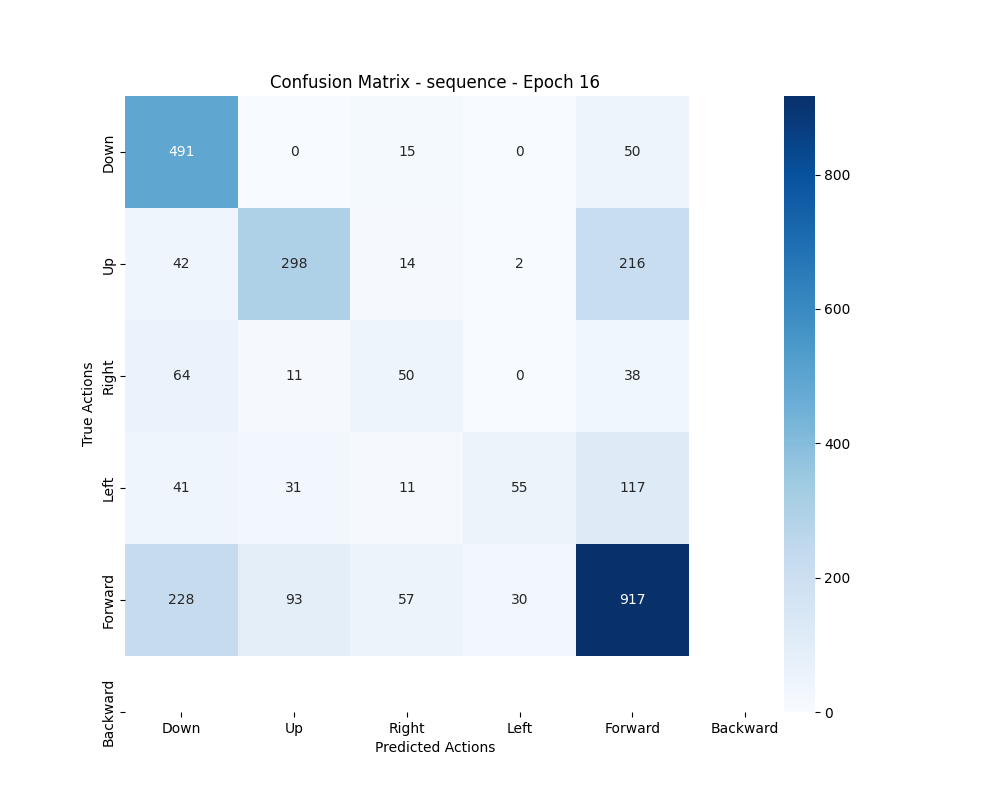 Confusion Matrix - sequence - Epoch 16
True Actions
Down 491 0 15 0 50
Up 42 298 14 2 216
Right 64 11 50 0 38
Left 41 31 11 55 117
Forward 228 93 57 30 917
Backward
Down Up Right Left Forward Backward
Predicted Actions
800
600
400
200
0